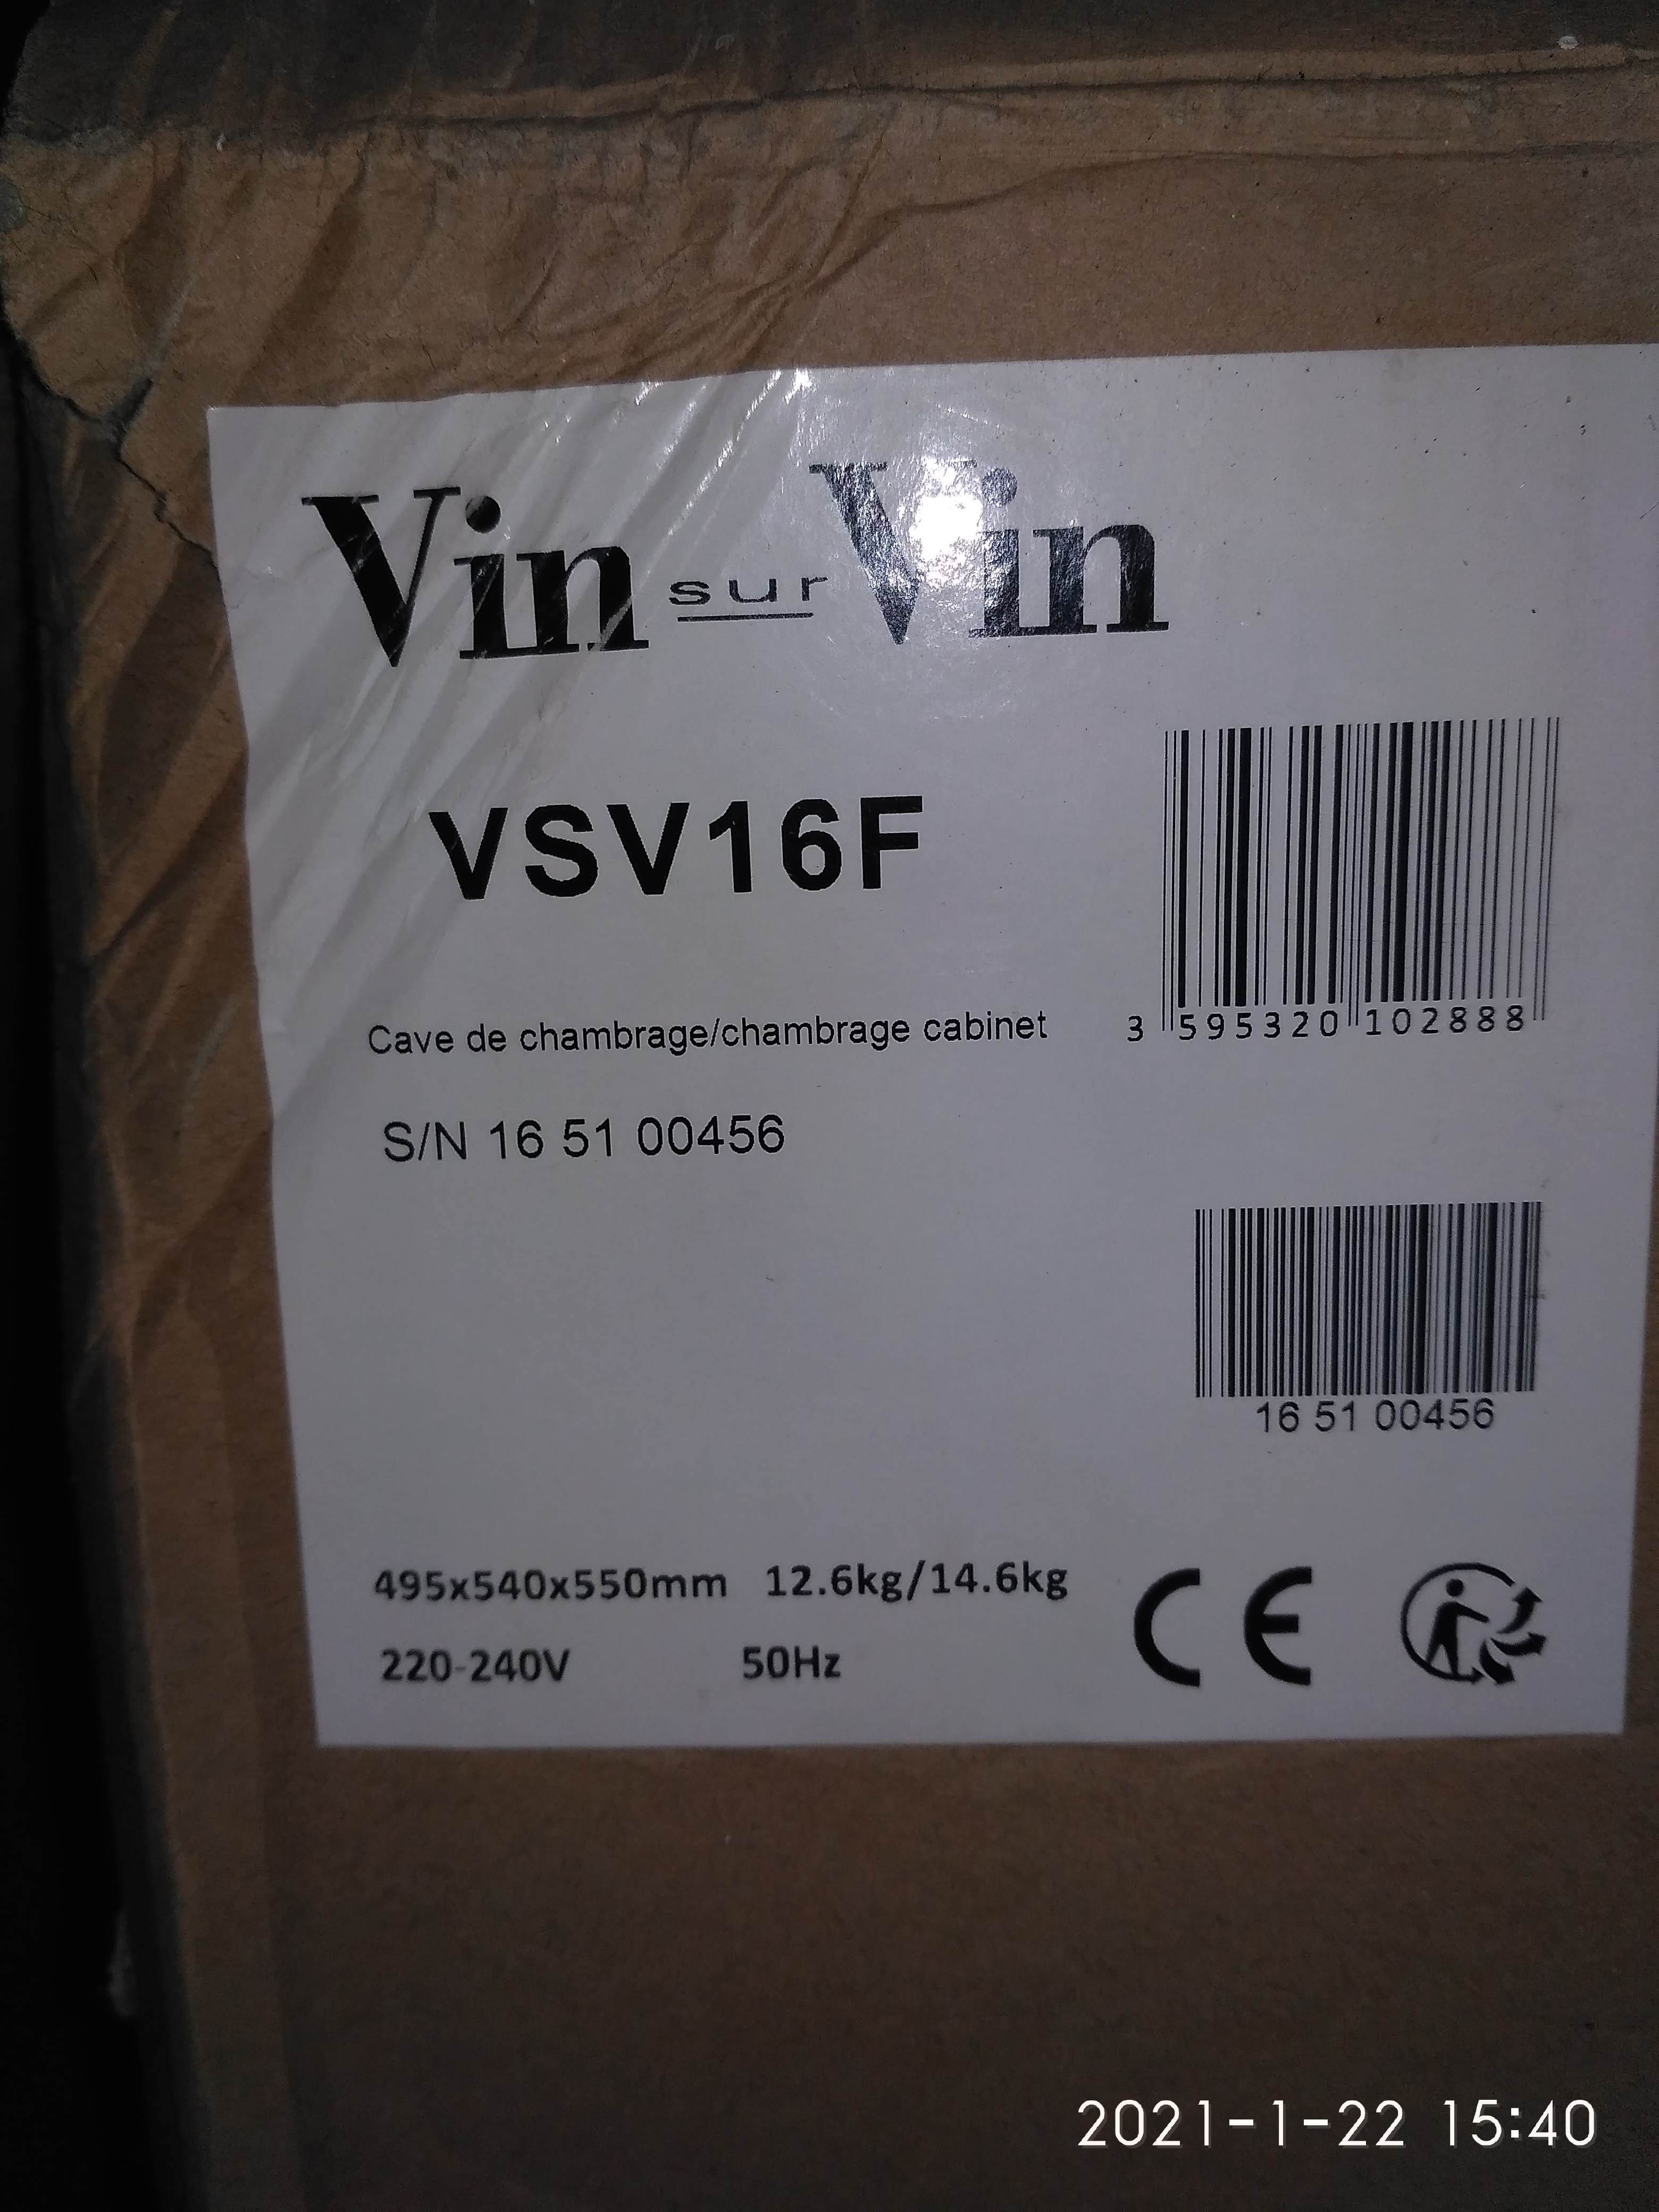 Vin sur Vin
VSV16F
3 595320 102888
Cave de chambrage/chambrage cabinet
S/N 16 51 00456
16 51 00456
495x540x550mm 12.6kg/14.6kg
220-240V 50Hz
CE
2021-1-22 15:40